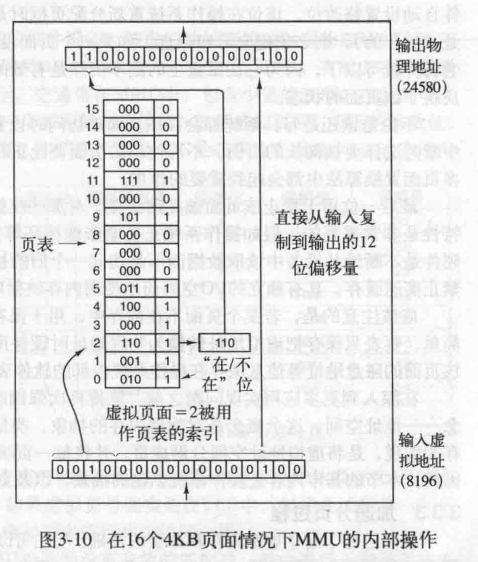 1 1 0 0 0 0 0 0 0 0 0 0 1 0 0
输出物
理地址
(24580)
15 000 0
14 000 0
13 000 0
12 000 0
11 111 1
10 000 0
9 101 1
8 000 0
7 000 0
6 000 0
5 011 1
4 100 1
3 000 1
2 110 1
1 001 1
0 010 1
页表
110
“在/不
在”位
直接从输入复
制到输出的12
位偏移量
虚拟页面=2被用
作页表的索引
0 0 1 0 0 0 0 0 0 0 0 0 0 1 0 0
输入虚
拟地址
(8196)
图3-10 在16个4KB页面情况下MMU的内部操作